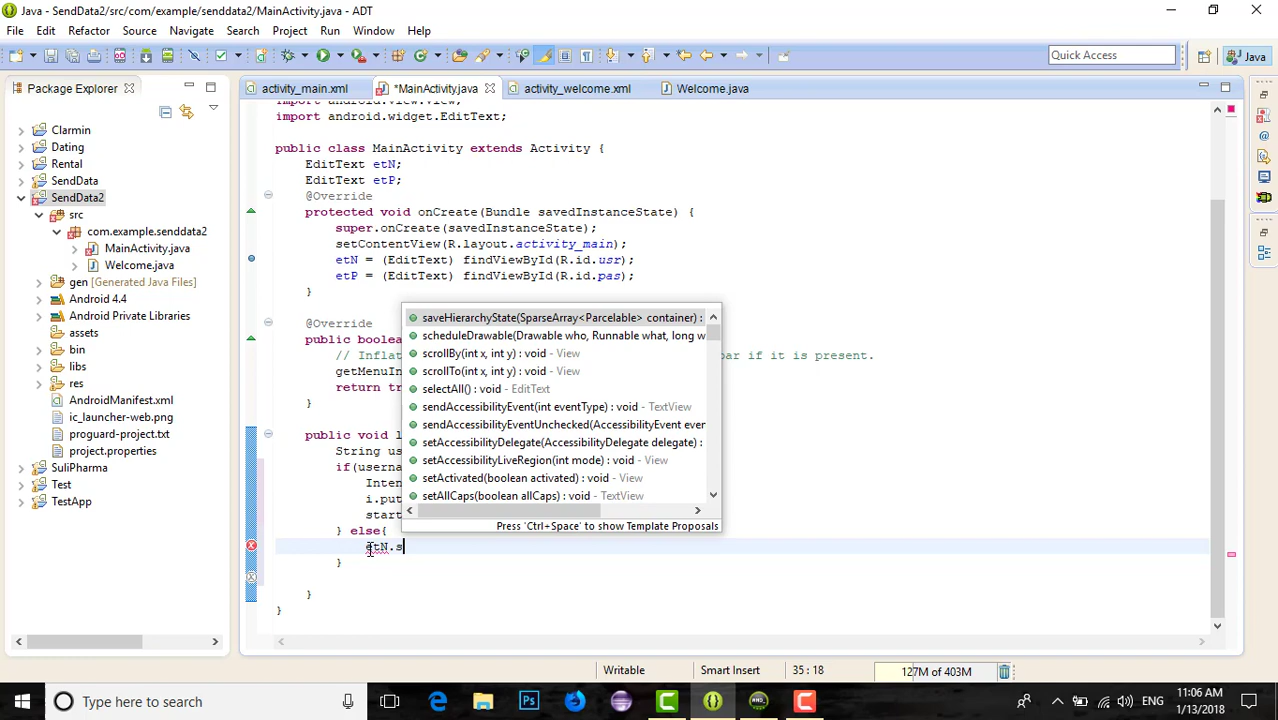 Java - SendData2/src/com/example/senddata2/MainActivity.java - ADT
File Edit Refactor Source Navigate Search Project Run Window Help
Quick Access
Java
Package Explorer
activity_main.xml
*MainActivity.java
activity_welcome.xml
Welcome.java
Clarmin
Dating
Rental
SendData
SendData2
src
com.example.senddata2
MainActivity.java
Welcome.java
gen [Generated Java Files]
Android 4.4
Android Private Libraries
assets
bin
libs
res
AndroidManifest.xml
ic_launcher-web.png
proguard-project.txt
project.properties
SuliPharma
Test
TestApp
import android.view.View;
import android.widget.EditText;
public class MainActivity extends Activity {
EditText etN;
EditText etP;
@Override
protected void onCreate(Bundle savedInstanceState) {
super.onCreate(savedInstanceState);
setContentView(R.layout.activity_main);
etN = (EditText) findViewById(R.id.usr);
etP = (EditText) findViewById(R.id.pas);
}
@Override
public boolean
// Inflat bar if it is present.
getMenuIn
return tr
}
public void l
String us
if(userna
Inten
i.put
start
} else{
etN.s
}
}
}
saveHierarchyState(SparseArray<Parcelable> container) :
scheduleDrawable(Drawable who, Runnable what, long w
scrollBy(int x, int y) : void - View
scrollTo(int x, int y) : void - View
selectAll() : void - EditText
sendAccessibilityEvent(int eventType) : void - TextView
sendAccessibilityEventUnchecked(AccessibilityEvent ever
setAccessibilityDelegate(AccessibilityDelegate delegate) :
setAccessibilityLiveRegion(int mode) : void - View
setActivated(boolean activated) : void - View
setAllCaps(boolean allCaps) : void - TextView
Press 'Ctrl+Space' to show Template Proposals
Writable
Smart Insert
35 : 18
127M of 403M
Type here to search
ENG
11:06 AM
1/13/2018